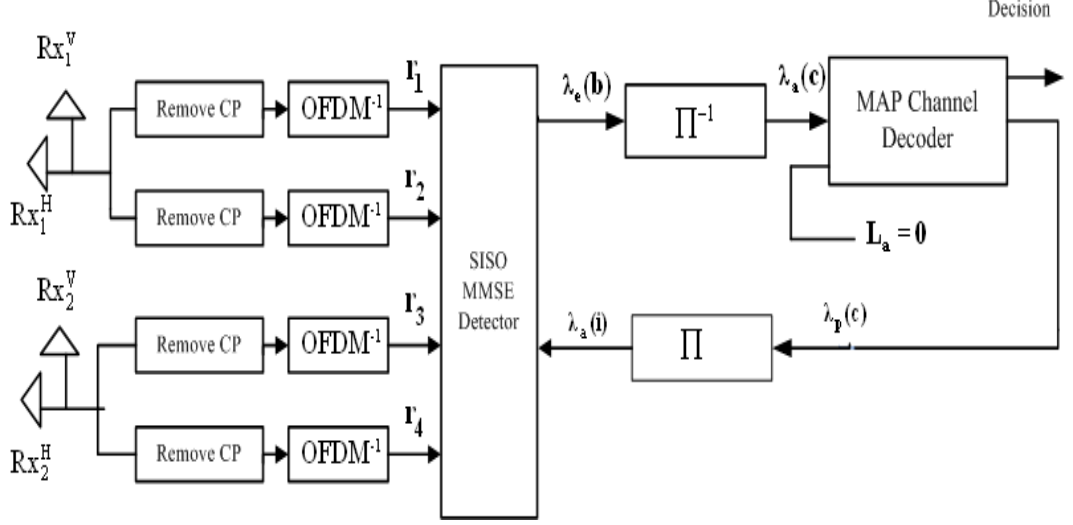 Decision
Rx₁ⱽ
Remove CP
OFDM⁻¹
r₁
λₑ(b)
∏⁻¹
λₐ(c)
MAP Channel
Decoder
Rx₁ᴴ
Remove CP
OFDM⁻¹
r₂
Lₐ = 0
SISO
MMSE
Detector
Rx₂ⱽ
Remove CP
OFDM⁻¹
r₃
λₐ(i)
∏
λₚ(c)
Rx₂ᴴ
Remove CP
OFDM⁻¹
r₄